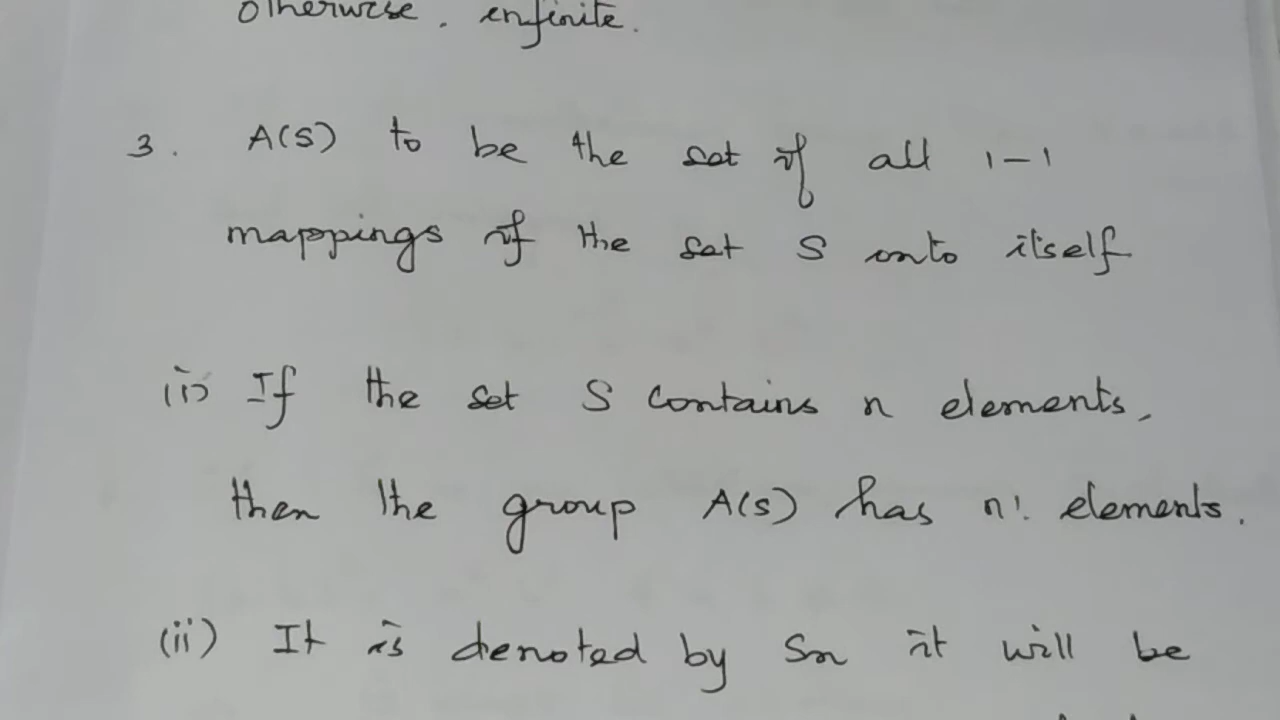 otherwise. infinite.
3. A(S) to be the set of all 1-1
mappings of the set S onto itself
(i) If the set S contains n elements,
then the group A(S) has n! elements.
(ii) It is denoted by Sn it will be